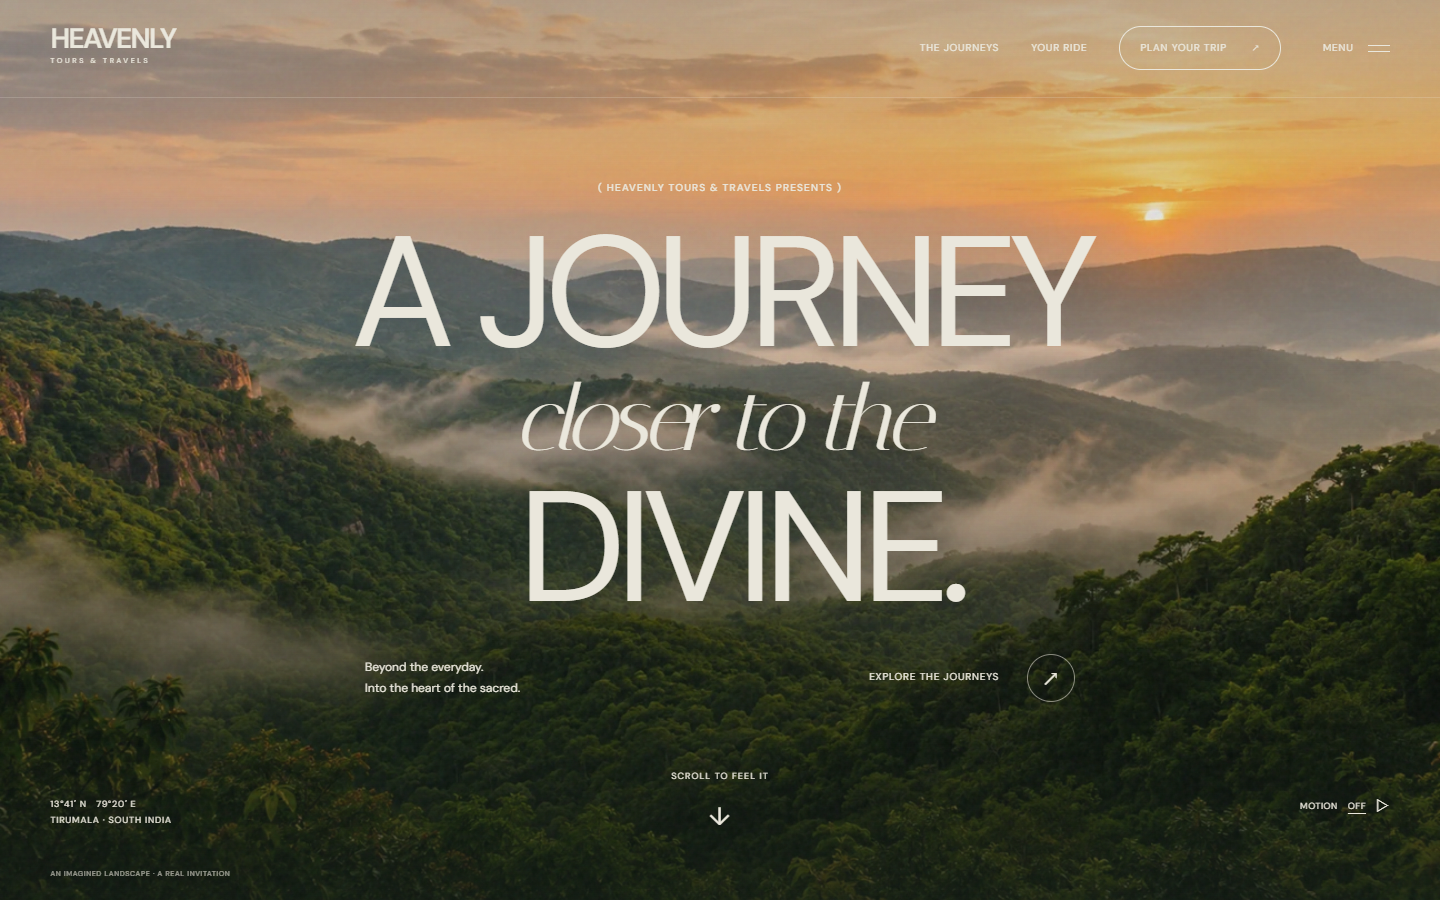 HEAVENLY
TOURS & TRAVELS
THE JOURNEYS
YOUR RIDE
PLAN YOUR TRIP ↗
MENU
( HEAVENLY TOURS & TRAVELS PRESENTS )
A JOURNEY
closer to the
DIVINE.
Beyond the everyday.
Into the heart of the sacred.
EXPLORE THE JOURNEYS ↗
SCROLL TO FEEL IT
↓
13°41' N 79°20' E
TIRUMALA · SOUTH INDIA
MOTION OFF
AN IMAGINED LANDSCAPE · A REAL INVITATION